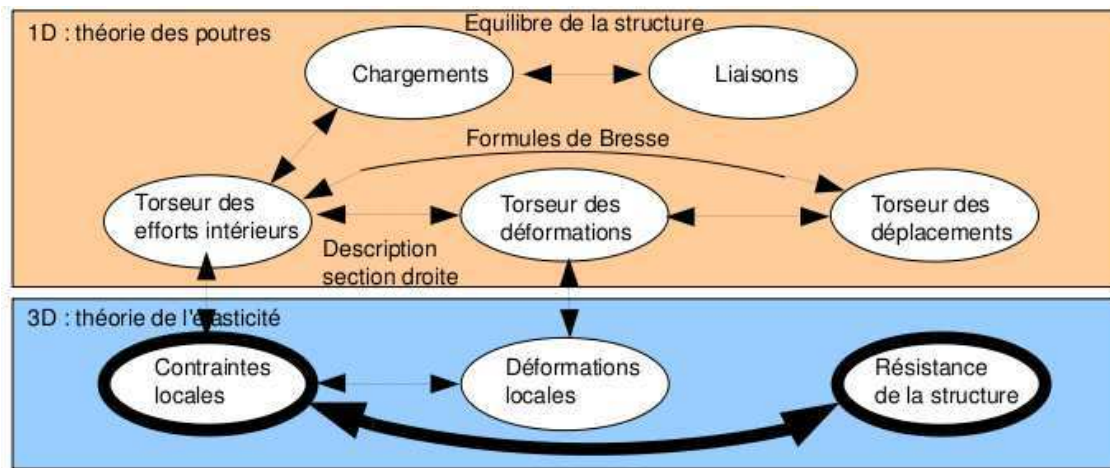 Equilibre de la structure
1D : théorie des poutres
Chargements
Liaisons
Formules de Bresse
Torseur des
efforts intérieurs
Torseur des
déformations
Torseur des
déplacements
Description
section droite
3D : théorie de l'élasticité
Contraintes
locales
Déformations
locales
Résistance
de la structure